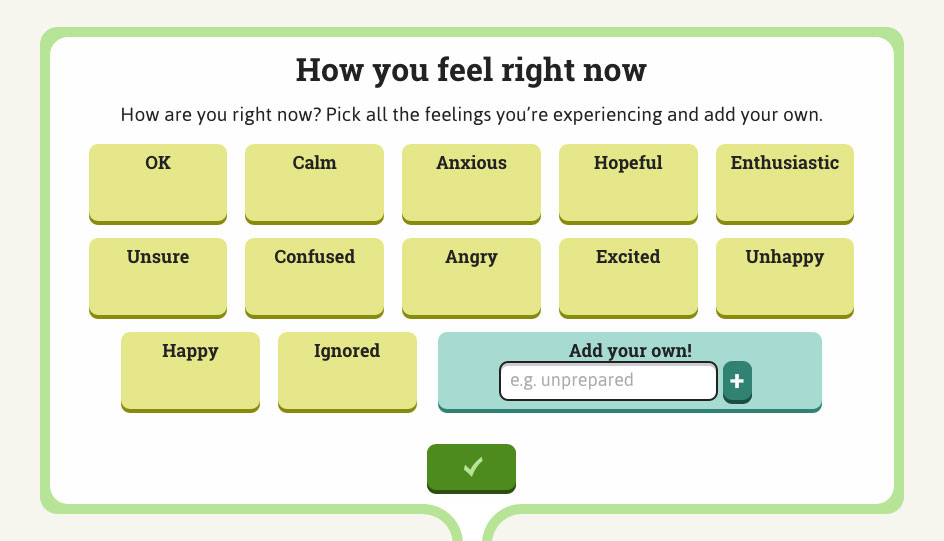 How you feel right now
How are you right now? Pick all the feelings you’re experiencing and add your own.
OK
Calm
Anxious
Hopeful
Enthusiastic
Unsure
Confused
Angry
Excited
Unhappy
Happy
Ignored
Add your own!
e.g. unprepared
+